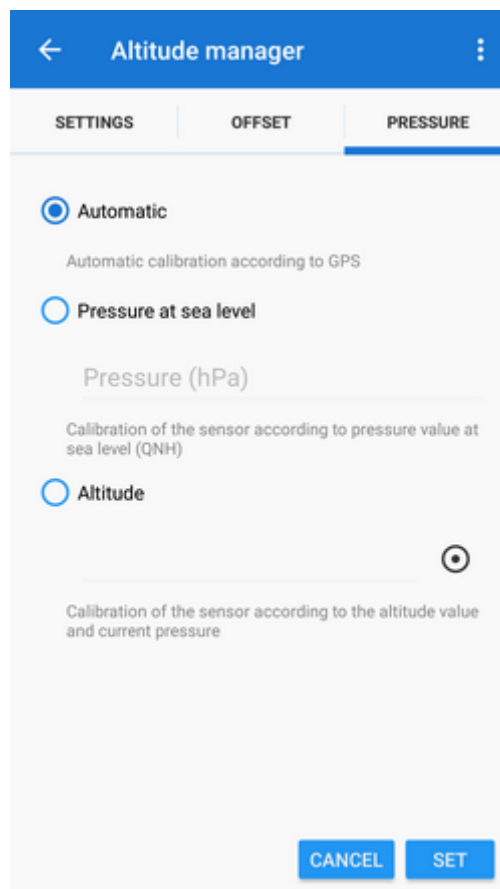 Altitude manager
SETTINGS OFFSET PRESSURE
Automatic
Automatic calibration according to GPS
Pressure at sea level
Pressure (hPa)
Calibration of the sensor according to pressure value at
sea level (QNH)
Altitude
Calibration of the sensor according to the altitude value
and current pressure
CANCEL SET